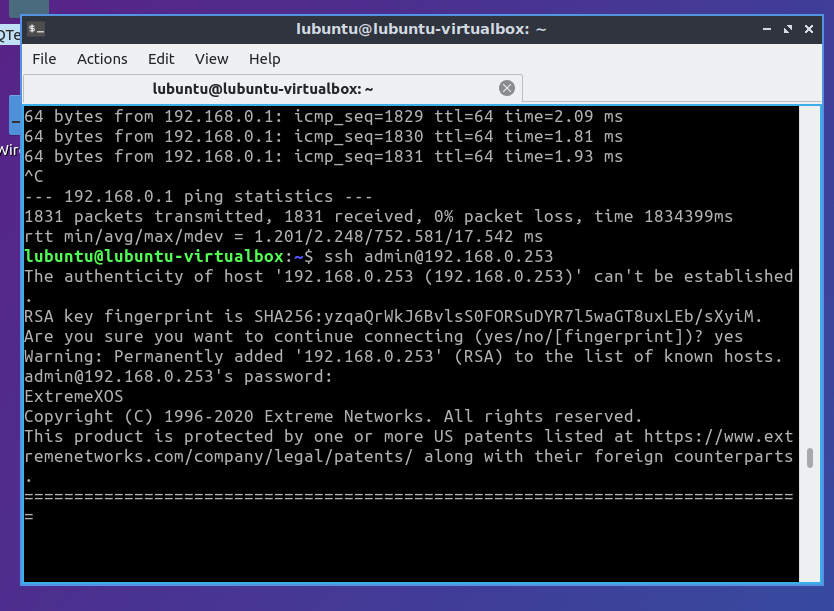 QTe
lubuntu@lubuntu-virtualbox: ~
File Actions Edit View Help
lubuntu@lubuntu-virtualbox: ~
Wir
64 bytes from 192.168.0.1: icmp_seq=1829 ttl=64 time=2.09 ms
64 bytes from 192.168.0.1: icmp_seq=1830 ttl=64 time=1.81 ms
64 bytes from 192.168.0.1: icmp_seq=1831 ttl=64 time=1.93 ms
^C
--- 192.168.0.1 ping statistics ---
1831 packets transmitted, 1831 received, 0% packet loss, time 1834399ms
rtt min/avg/max/mdev = 1.201/2.248/752.581/17.542 ms
lubuntu@lubuntu-virtualbox:~$ ssh admin@192.168.0.253
The authenticity of host '192.168.0.253 (192.168.0.253)' can't be established
.
RSA key fingerprint is SHA256:yzqaQrWkJ6BvlsS0FORSuDYR7l5waGT8uxLEb/sXyiM.
Are you sure you want to continue connecting (yes/no/[fingerprint])? yes
Warning: Permanently added '192.168.0.253' (RSA) to the list of known hosts.
admin@192.168.0.253's password:
ExtremeXOS
Copyright (C) 1996-2020 Extreme Networks. All rights reserved.
This product is protected by one or more US patents listed at https://www.ext
remenetworks.com/company/legal/patents/ along with their foreign counterparts
.
=============================================================================
=